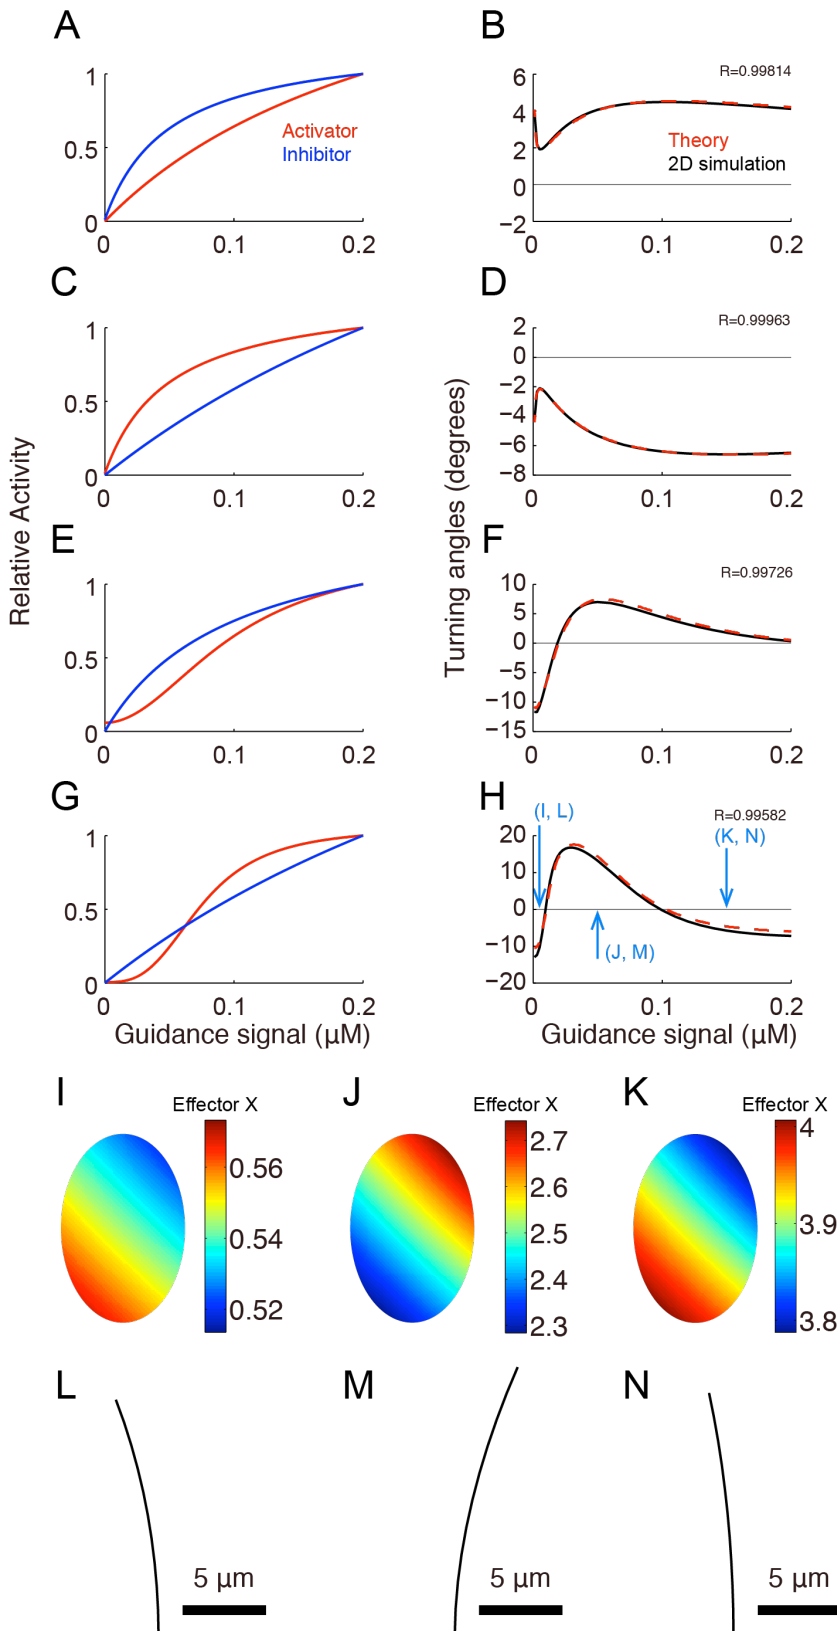 A
B
R=0.99814
1
0.5
0
Activator
Inhibitor
0
0.1
0.2
6
4
2
0
−2
Theory
2D simulation
0
0.1
0.2
C
D
R=0.99963
1
0.5
0
0
0.1
0.2
2
0
−2
−4
−6
−8
0
0.1
0.2
Relative Activity
Turning angles (degrees)
E
F
R=0.99726
1
0.5
0
0
0.1
0.2
10
5
0
−5
−10
−15
0
0.1
0.2
G
H
(I, L)
R=0.99582
(K, N)
(J, M)
1
0.5
0
0
0.1
0.2
20
10
0
−10
−20
0
0.1
0.2
Guidance signal (μM)
Guidance signal (μM)
I
Effector X
0.56
0.54
0.52
J
Effector X
2.7
2.6
2.5
2.4
2.3
K
Effector X
4
3.9
3.8
L
5 μm
M
5 μm
N
5 μm